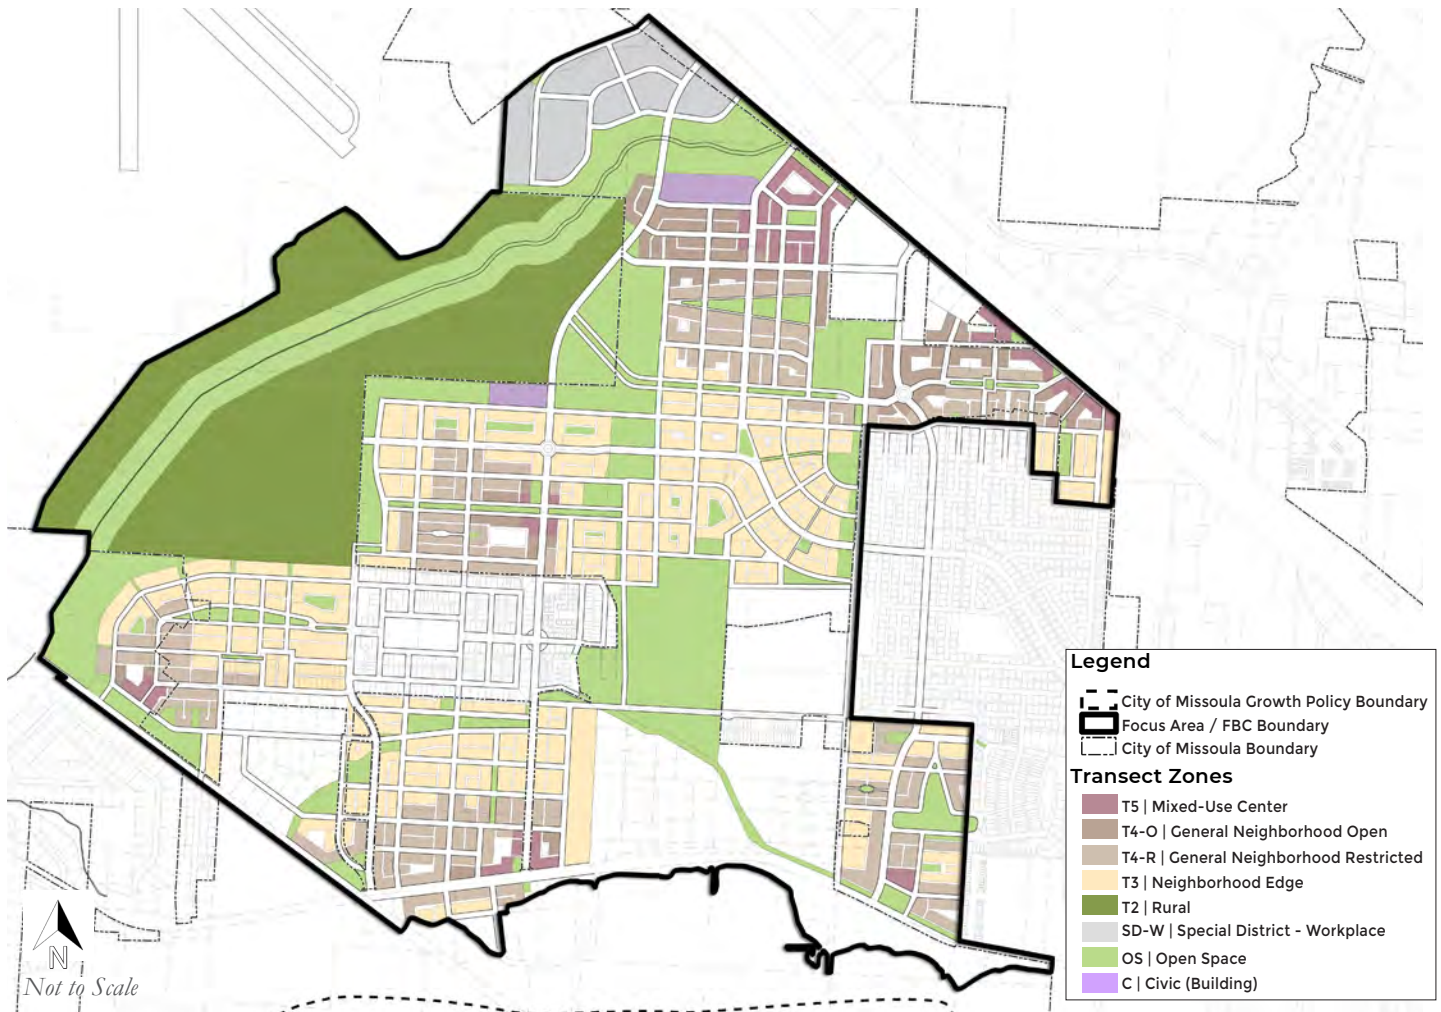 Legend
City of Missoula Growth Policy Boundary
Focus Area / FBC Boundary
City of Missoula Boundary
Transect Zones
T5 | Mixed-Use Center
T4-O | General Neighborhood Open
T4-R | General Neighborhood Restricted
T3 | Neighborhood Edge
T2 | Rural
SD-W | Special District - Workplace
OS | Open Space
C | Civic (Building)
N
Not to Scale